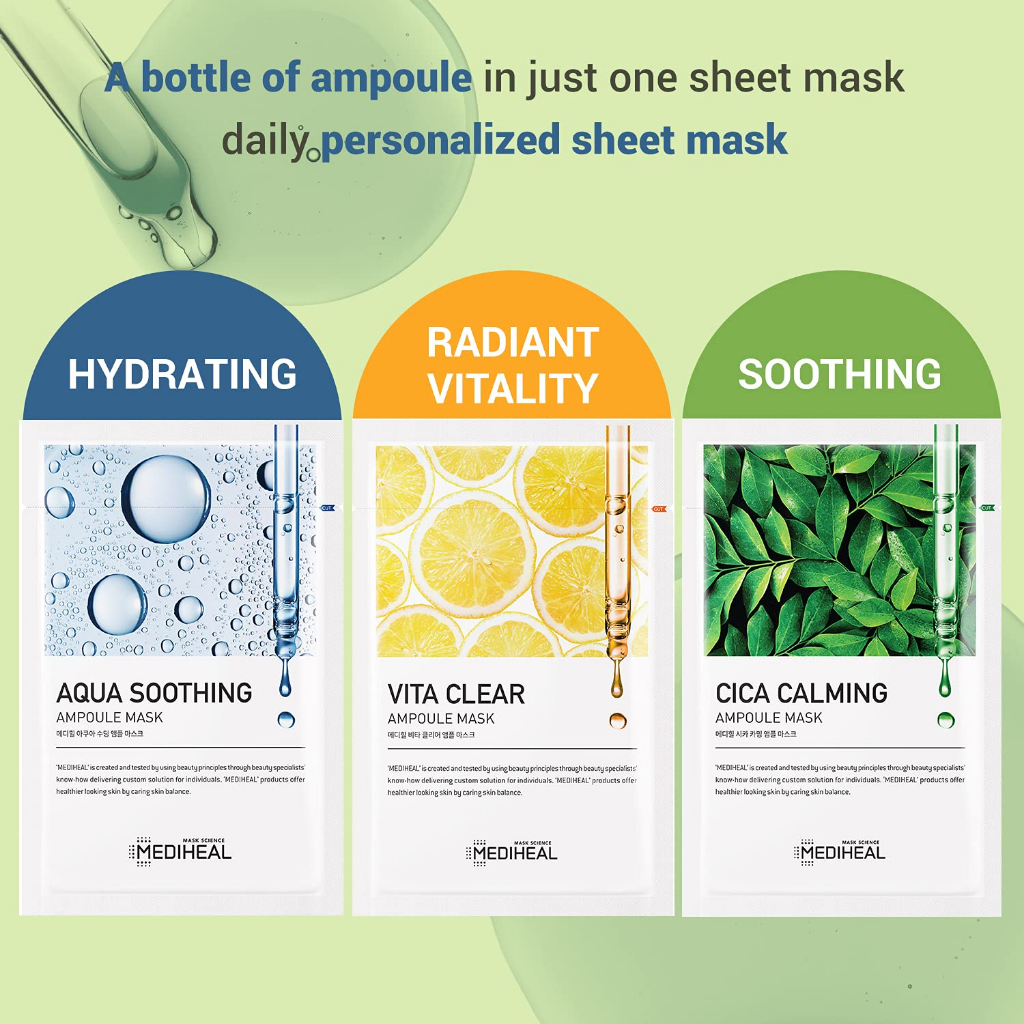 A bottle of ampoule in just one sheet mask
daily personalized sheet mask
HYDRATING
RADIANT
VITALITY
SOOTHING
CUT
AQUA SOOTHING
AMPOULE MASK
메디힐 아쿠아 수딩 앰플 마스크
'MEDIHEAL' is created and tested by using beauty principles through beauty specialists'
know-how delivering custom solution for individuals. 'MEDIHEAL' products offer
healthier looking skin by caring skin balance.
MASK SCIENCE
MEDIHEAL
CUT
VITA CLEAR
AMPOULE MASK
메디힐 비타 클리어 앰플 마스크
'MEDIHEAL' is created and tested by using beauty principles through beauty specialists'
know-how delivering custom solution for individuals. 'MEDIHEAL' products offer
healthier looking skin by caring skin balance.
MASK SCIENCE
MEDIHEAL
CUT
CICA CALMING
AMPOULE MASK
메디힐 시카 카밍 앰플 마스크
'MEDIHEAL' is created and tested by using beauty principles through beauty specialists'
know-how delivering custom solution for individuals. 'MEDIHEAL' products offer
healthier looking skin by caring skin balance.
MASK SCIENCE
MEDIHEAL